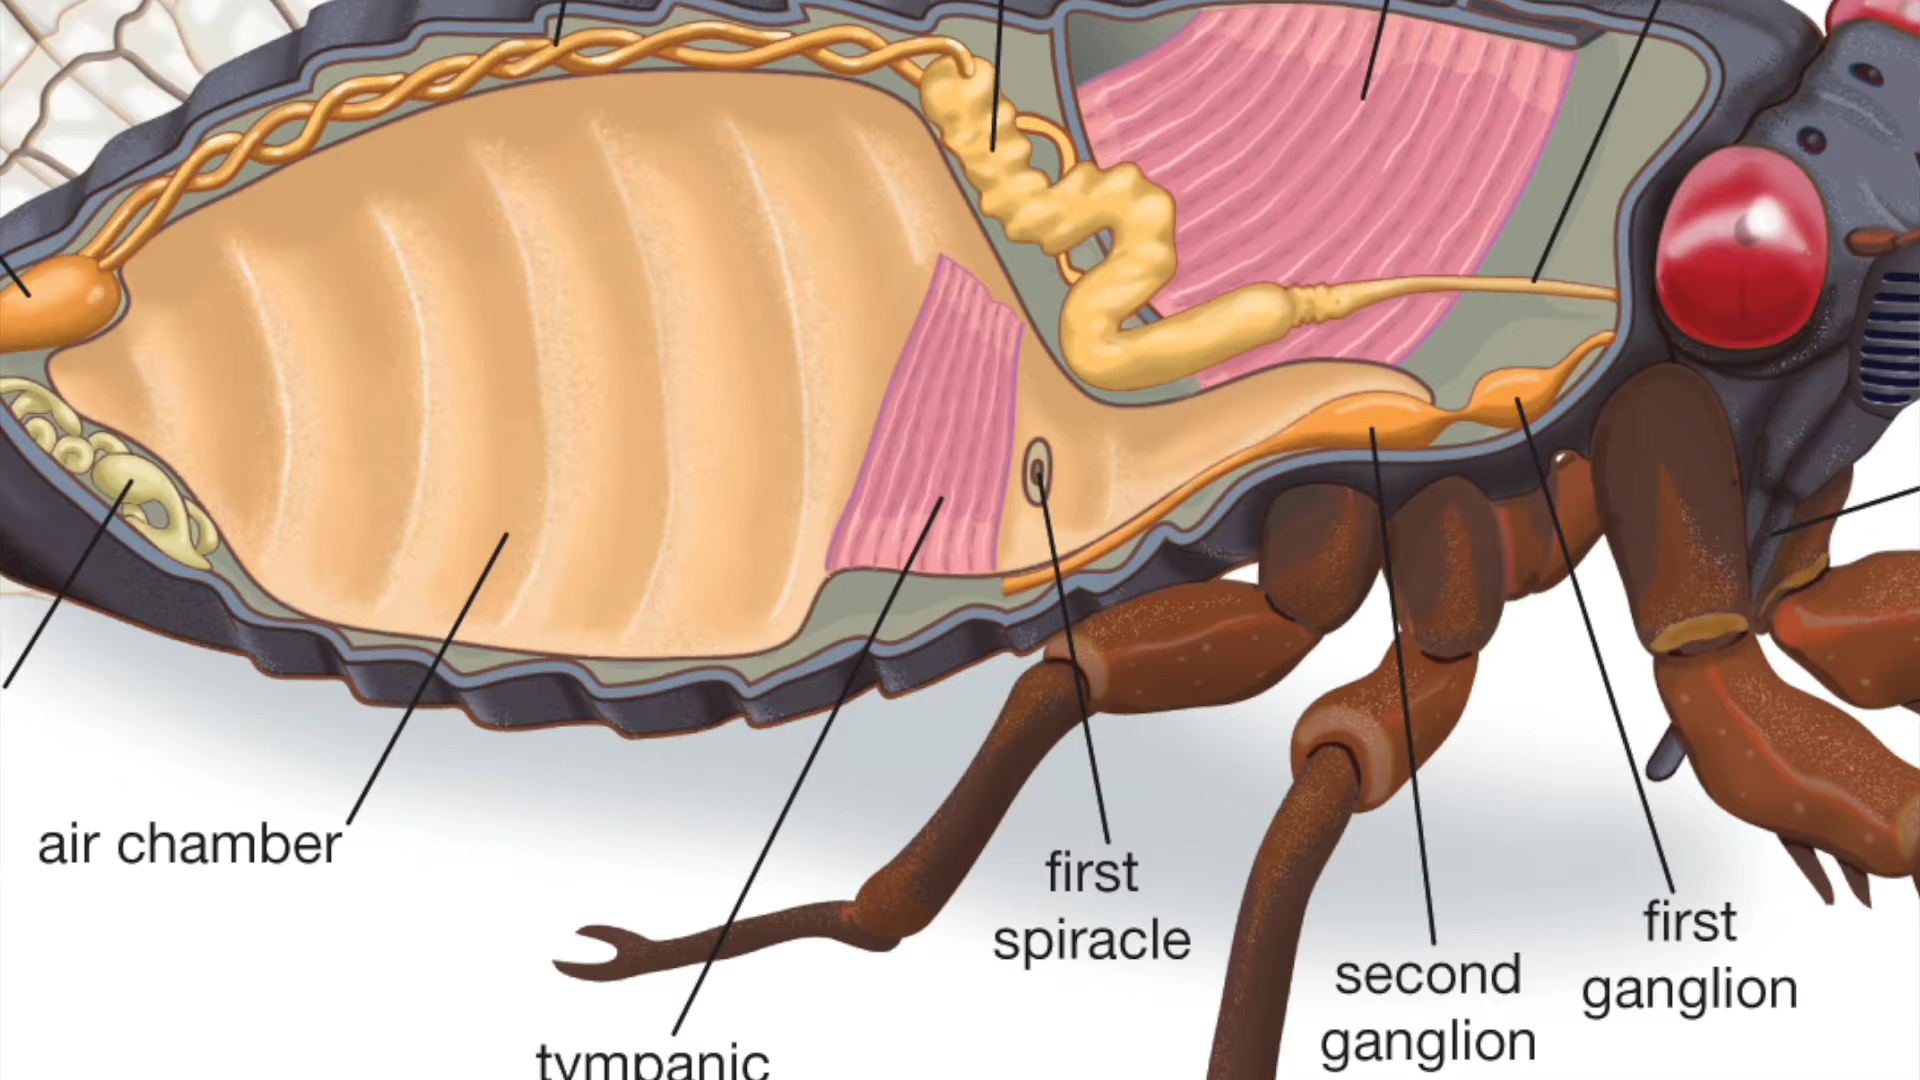 air chamber
first
spiracle
first
ganglion
second
ganglion
tympanic